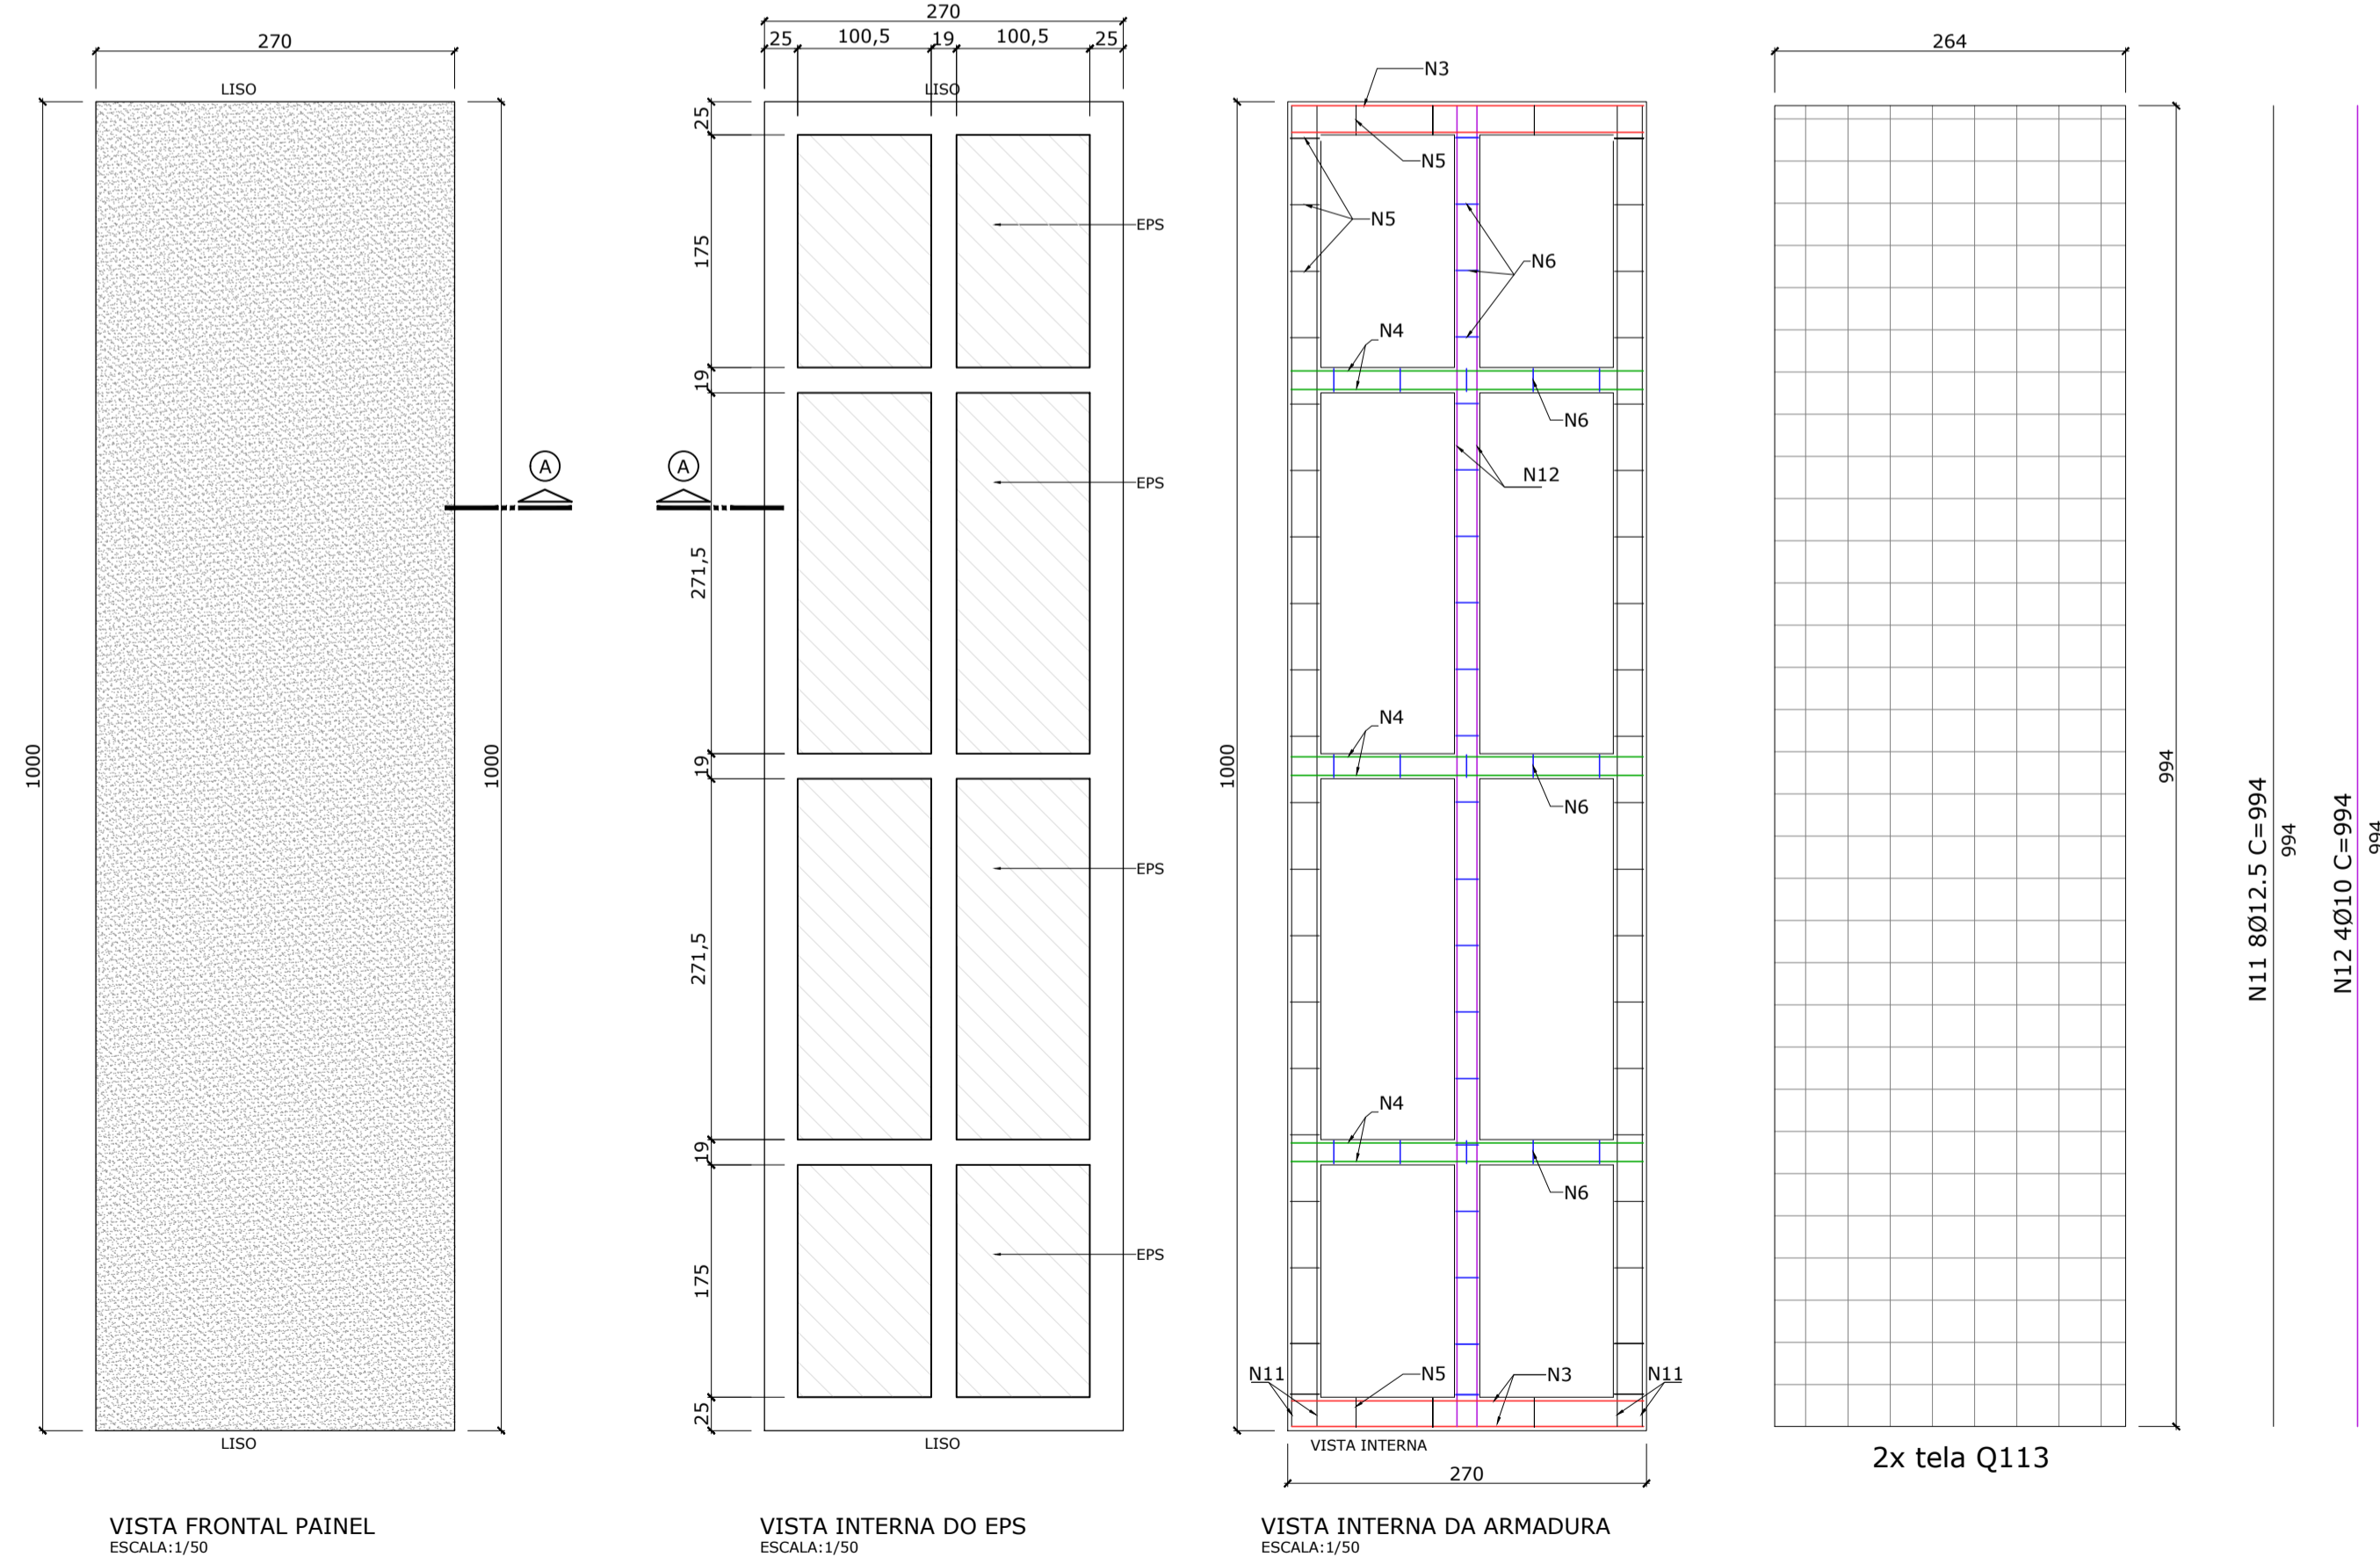 270
LISO
1000
1000
A
LISO
VISTA FRONTAL PAINEL
ESCALA:1/50
270
25
100,5
19
100,5
25
LISO
25
175
19
271,5
19
271,5
19
175
25
A
EPS
EPS
EPS
EPS
LISO
VISTA INTERNA DO EPS
ESCALA:1/50
N3
N5
N5
N6
N4
N6
N12
1000
N4
N6
N4
N6
N11
N5
N3
N11
VISTA INTERNA
270
VISTA INTERNA DA ARMADURA
ESCALA:1/50
264
994
2x tela Q113
N11 8Ø12.5 C=994
994
N12 4Ø10 C=994
994